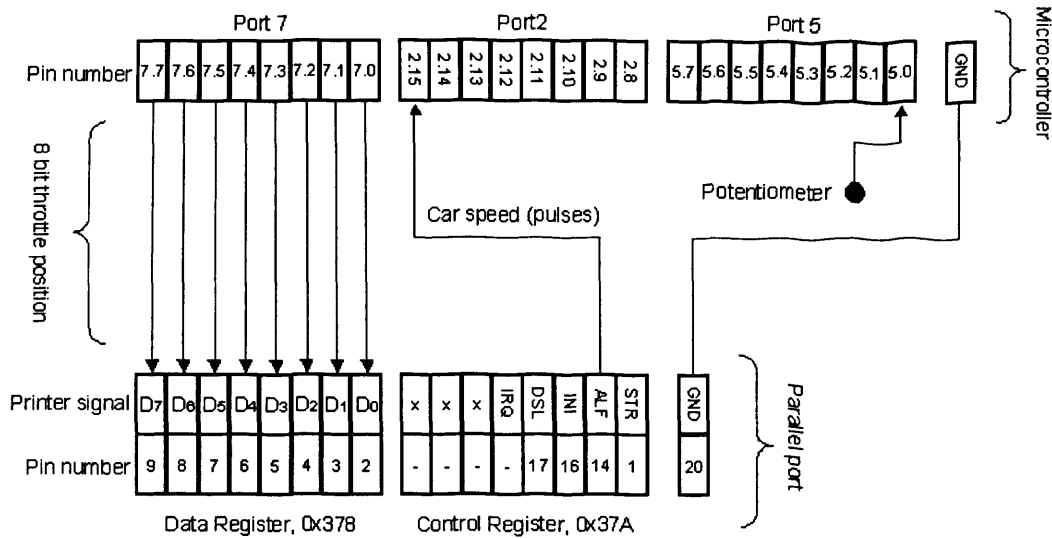 Port 7
Port2
Port 5
Pin number
7.7 7.6 7.5 7.4 7.3 7.2 7.1 7.0
2.15 2.14 2.13 2.12 2.11 2.10 2.9 2.8
5.7 5.6 5.5 5.4 5.3 5.2 5.1 5.0
GND
Microcontroller
8 bit throttle position
Potentiometer
Car speed (pulses)
Printer signal
D7 D6 D5 D4 D3 D2 D1 D0
x x x IRQ DSL INI ALF STR
GND
Pin number
9 8 7 6 5 4 3 2
- - - - 17 16 14 1
20
Parallel port
Data Register, 0x378
Control Register, 0x37A